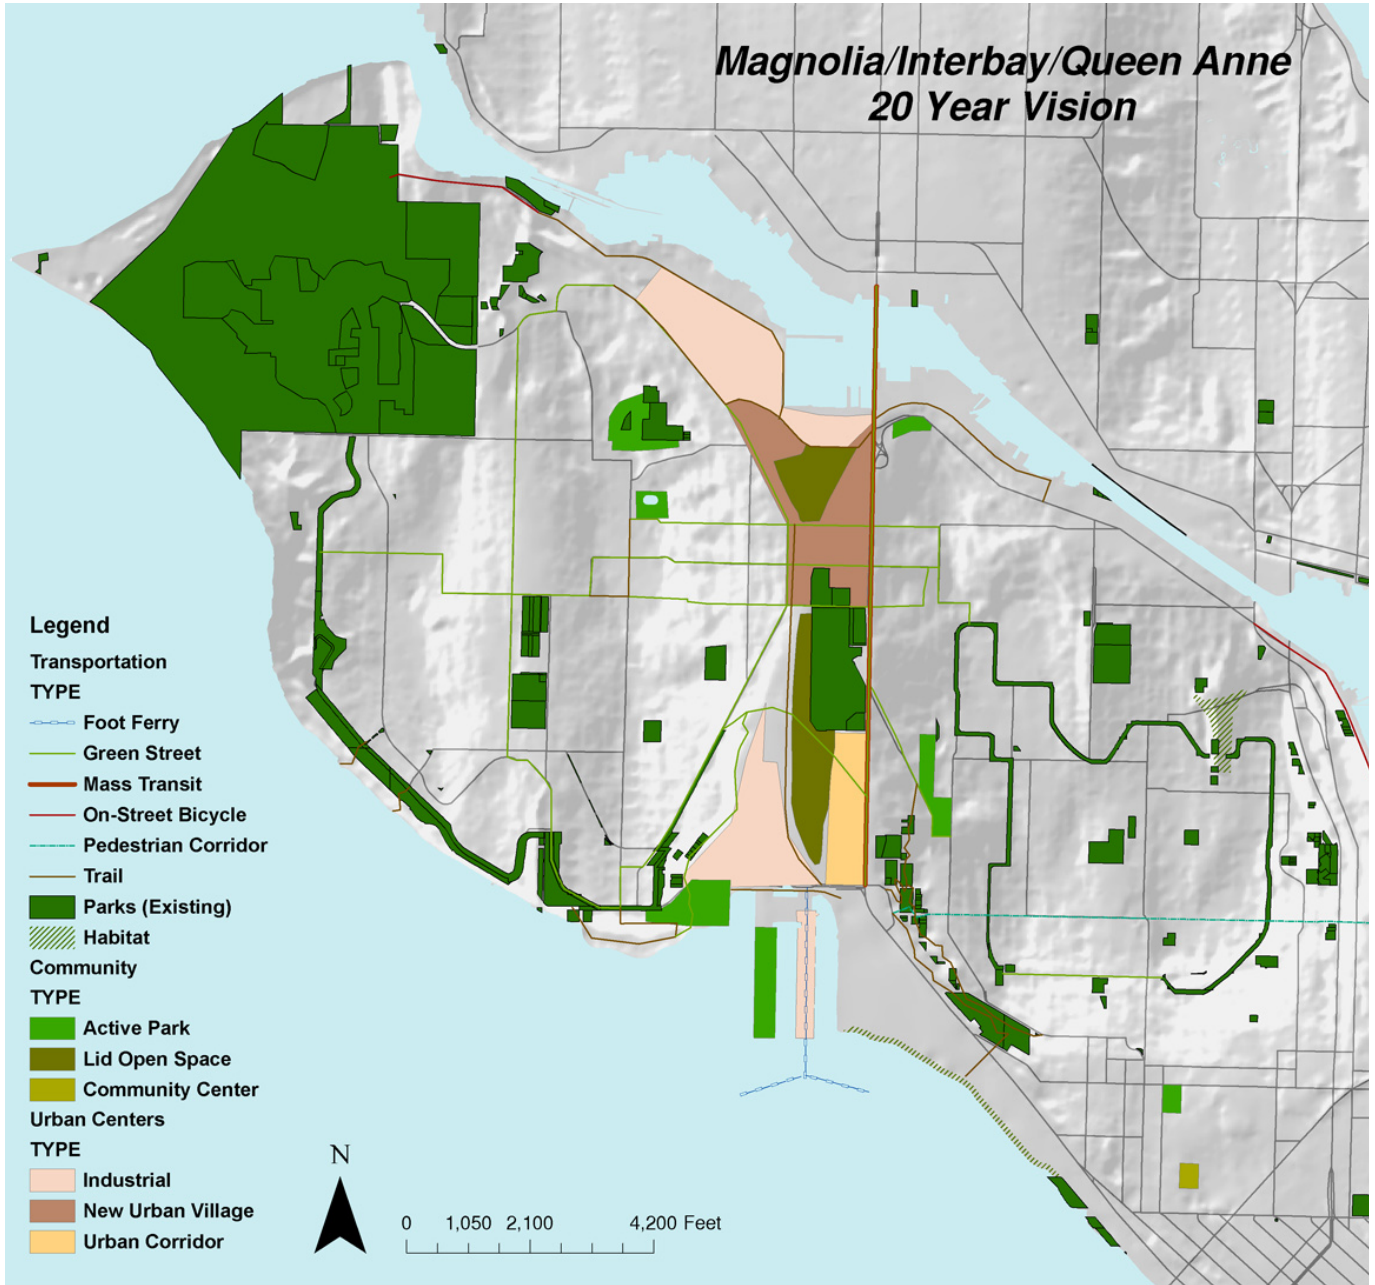 Magnolia/Interbay/Queen Anne
20 Year Vision
Legend
Transportation
TYPE
Foot Ferry
Green Street
Mass Transit
On-Street Bicycle
Pedestrian Corridor
Trail
Parks (Existing)
Habitat
Community
TYPE
Active Park
Lid Open Space
Community Center
Urban Centers
TYPE
Industrial
New Urban Village
Urban Corridor
N
0 1,050 2,100 4,200 Feet